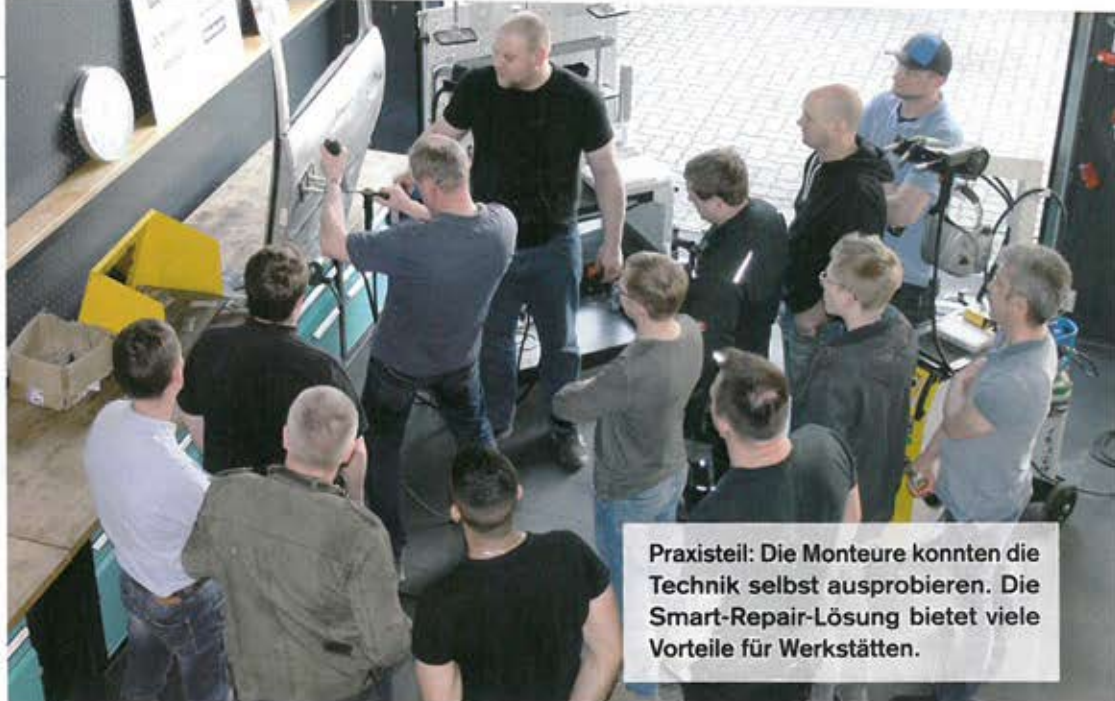 Praxisteil: Die Monteure konnten die
Technik selbst ausprobieren. Die
Smart-Repair-Lösung bietet viele
Vorteile für Werkstätten.